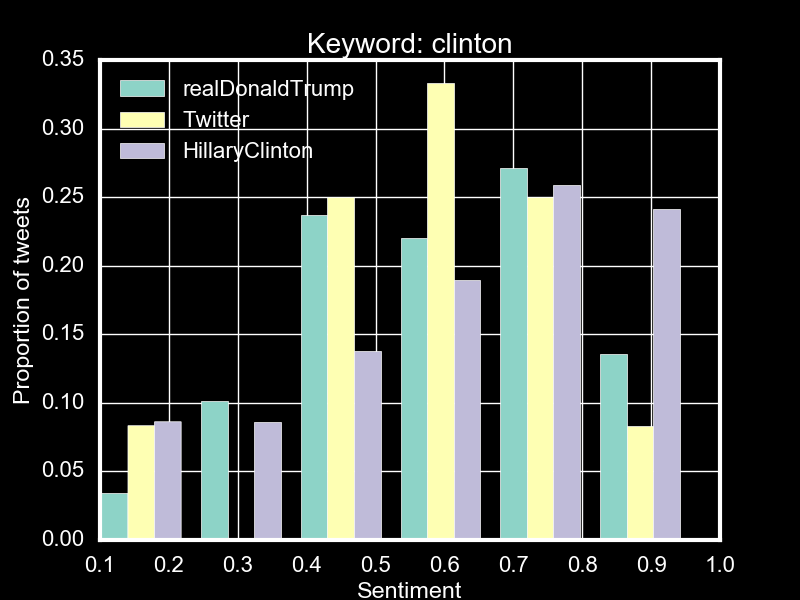 Keyword: clinton
0.35
0.30
0.25
0.20
0.15
0.10
0.05
0.00
Proportion of tweets
realDonaldTrump
Twitter
HillaryClinton
0.1 0.2 0.3 0.4 0.5 0.6 0.7 0.8 0.9 1.0
Sentiment